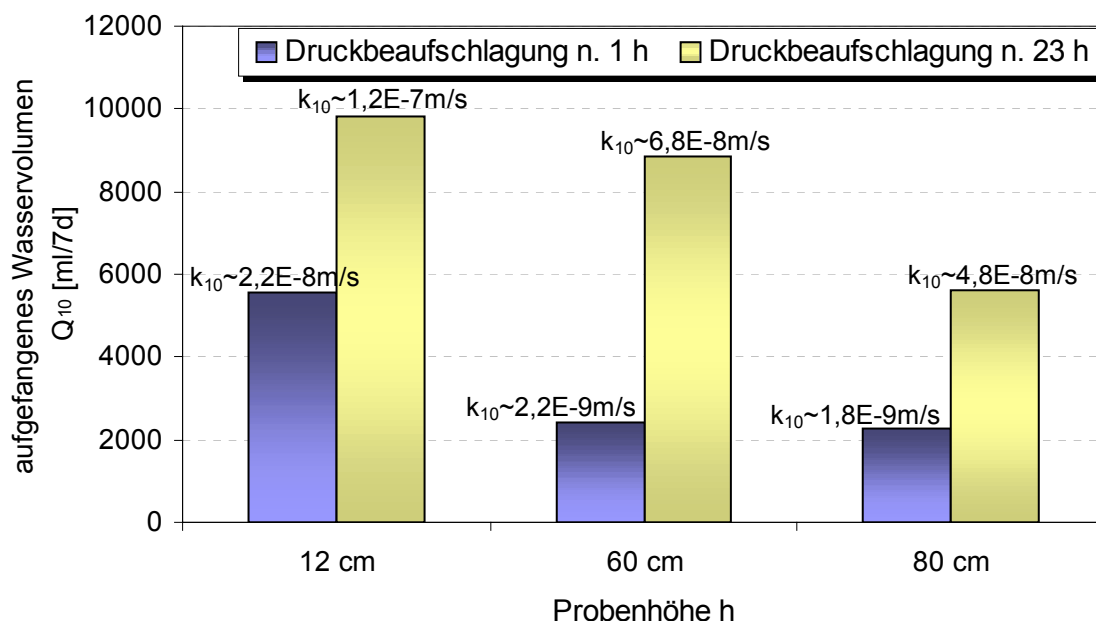 12000
10000
8000
6000
4000
2000
0
aufgefangenes Wasservolumen
Q10 [ml/7d]
Druckbeaufschlagung n. 1 h
Druckbeaufschlagung n. 23 h
k10~1,2E-7m/s
k10~6,8E-8m/s
k10~2,2E-8m/s
k10~4,8E-8m/s
k10~2,2E-9m/s
k10~1,8E-9m/s
12 cm
60 cm
80 cm
Probenhöhe h